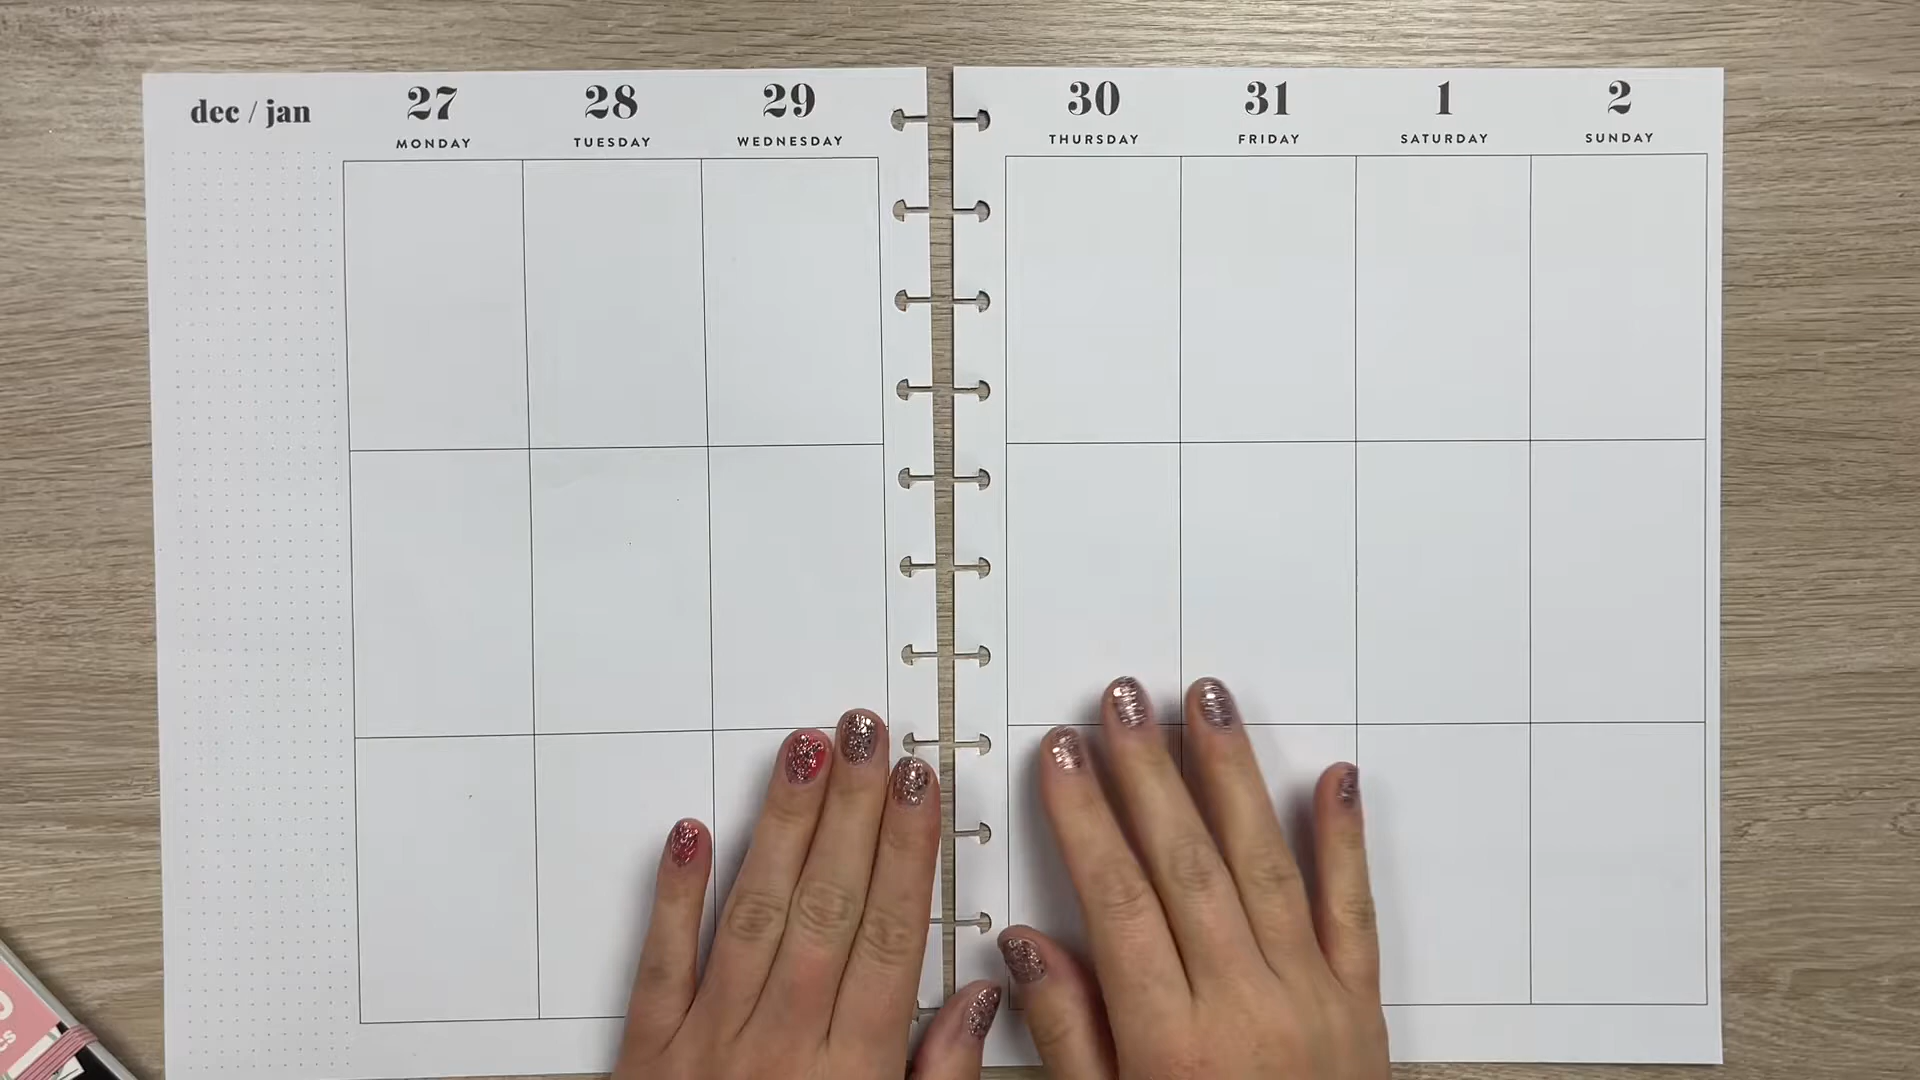 dec / jan
27
MONDAY
28
TUESDAY
29
WEDNESDAY
30
THURSDAY
31
FRIDAY
1
SATURDAY
2
SUNDAY